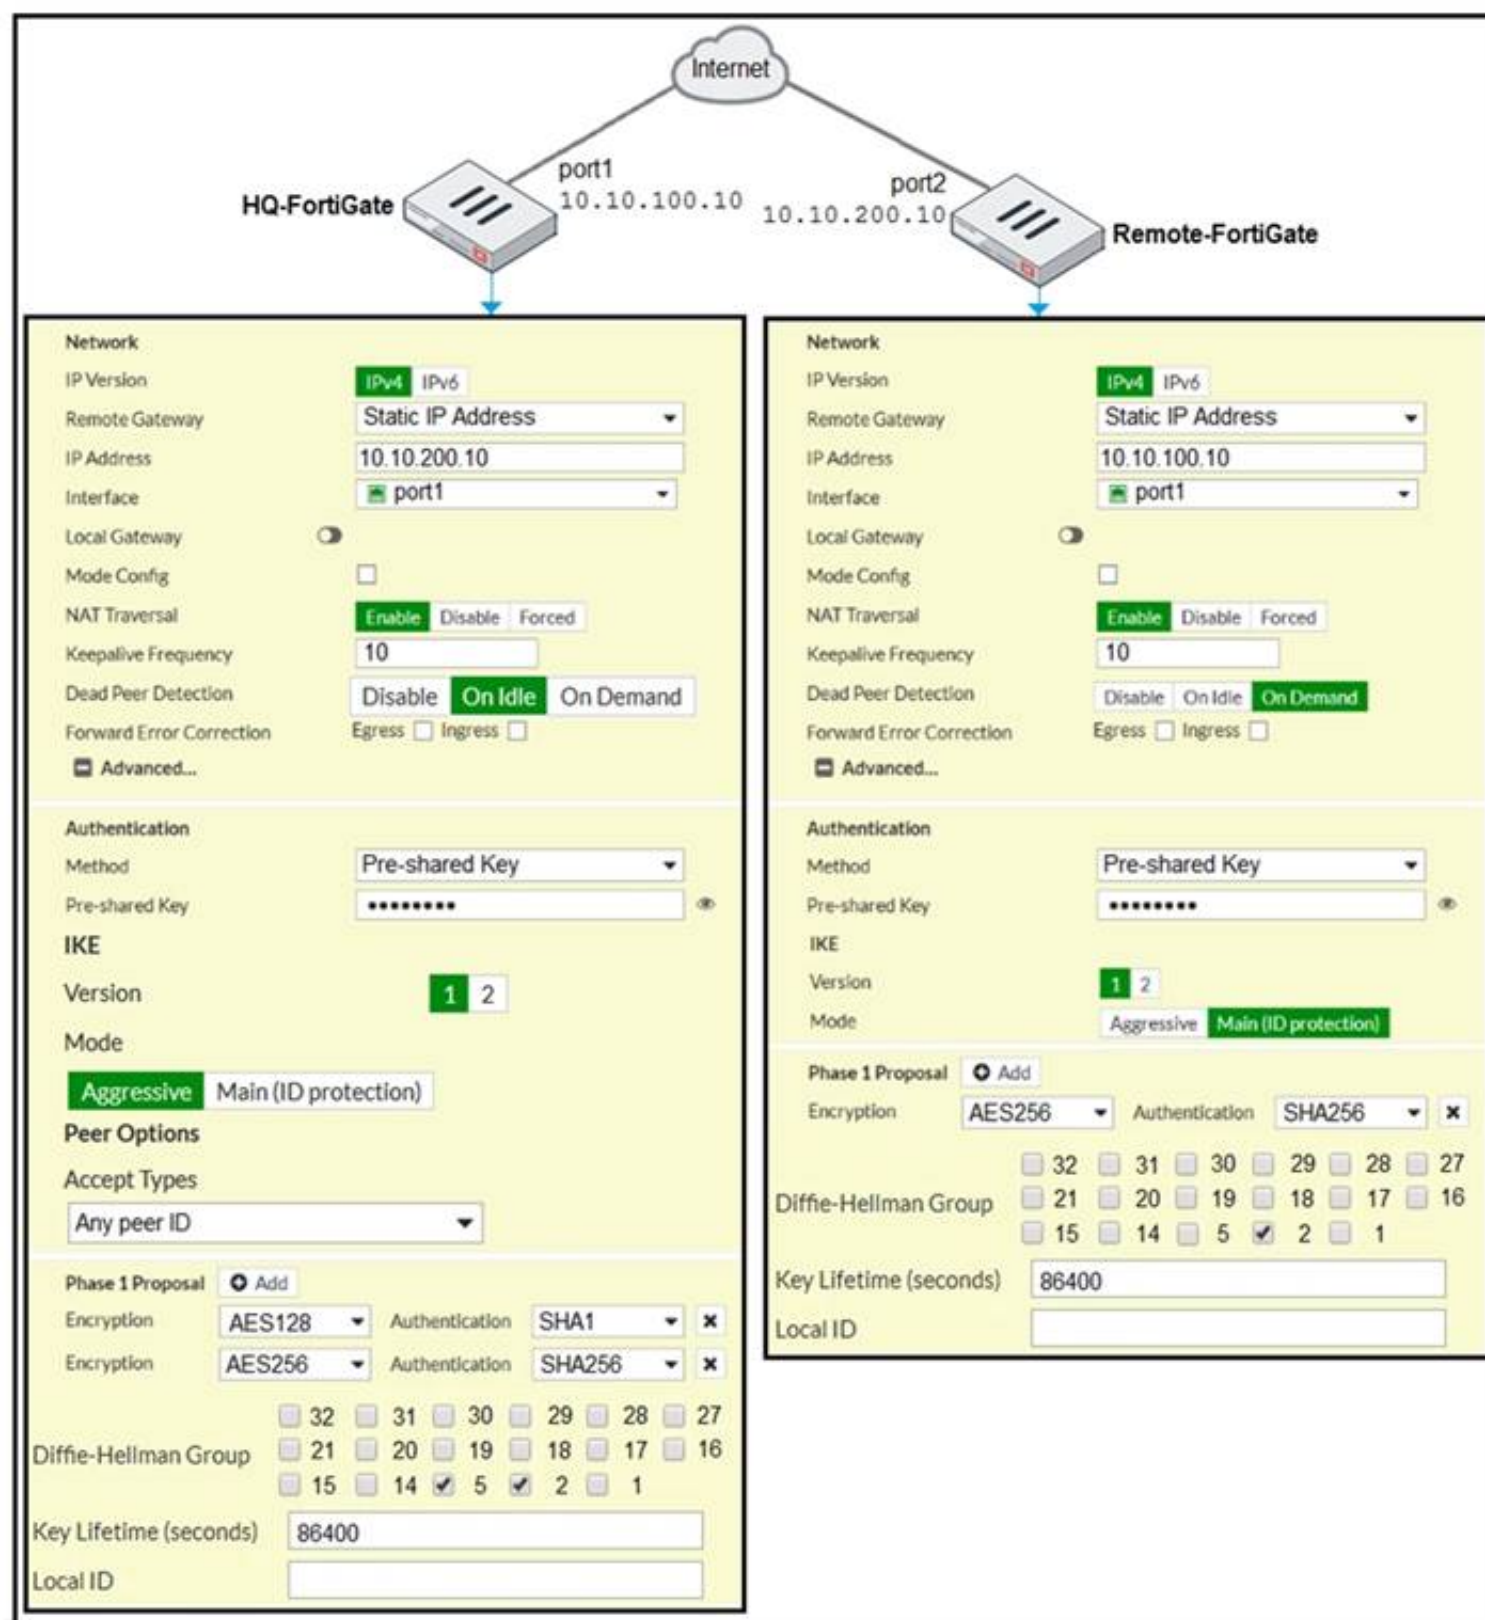 Internet
port1
10.10.100.10
port2
10.10.200.10
HQ-FortiGate
Remote-FortiGate
Network
IP Version IPv4 IPv6
Remote Gateway Static IP Address
IP Address 10.10.200.10
Interface port1
Local Gateway
Mode Config
NAT Traversal Enable Disable Forced
Keepalive Frequency 10
Dead Peer Detection Disable On Idle On Demand
Forward Error Correction Egress Ingress
Advanced...
Authentication
Method Pre-shared Key
Pre-shared Key ••••••••
IKE
Version 1 2
Mode
Aggressive Main (ID protection)
Peer Options
Accept Types
Any peer ID
Phase 1 Proposal Add
Encryption AES128 Authentication SHA1
Encryption AES256 Authentication SHA256
32 31 30 29 28 27
Diffie-Hellman Group 21 20 19 18 17 16
15 14 5 2 1
Key Lifetime (seconds) 86400
Local ID
Network
IP Version IPv4 IPv6
Remote Gateway Static IP Address
IP Address 10.10.100.10
Interface port1
Local Gateway
Mode Config
NAT Traversal Enable Disable Forced
Keepalive Frequency 10
Dead Peer Detection Disable On Idle On Demand
Forward Error Correction Egress Ingress
Advanced...
Authentication
Method Pre-shared Key
Pre-shared Key ••••••••
IKE
Version 1 2
Mode Aggressive Main (ID protection)
Phase 1 Proposal Add
Encryption AES256 Authentication SHA256
32 31 30 29 28 27
Diffie-Hellman Group 21 20 19 18 17 16
15 14 5 2 1
Key Lifetime (seconds) 86400
Local ID